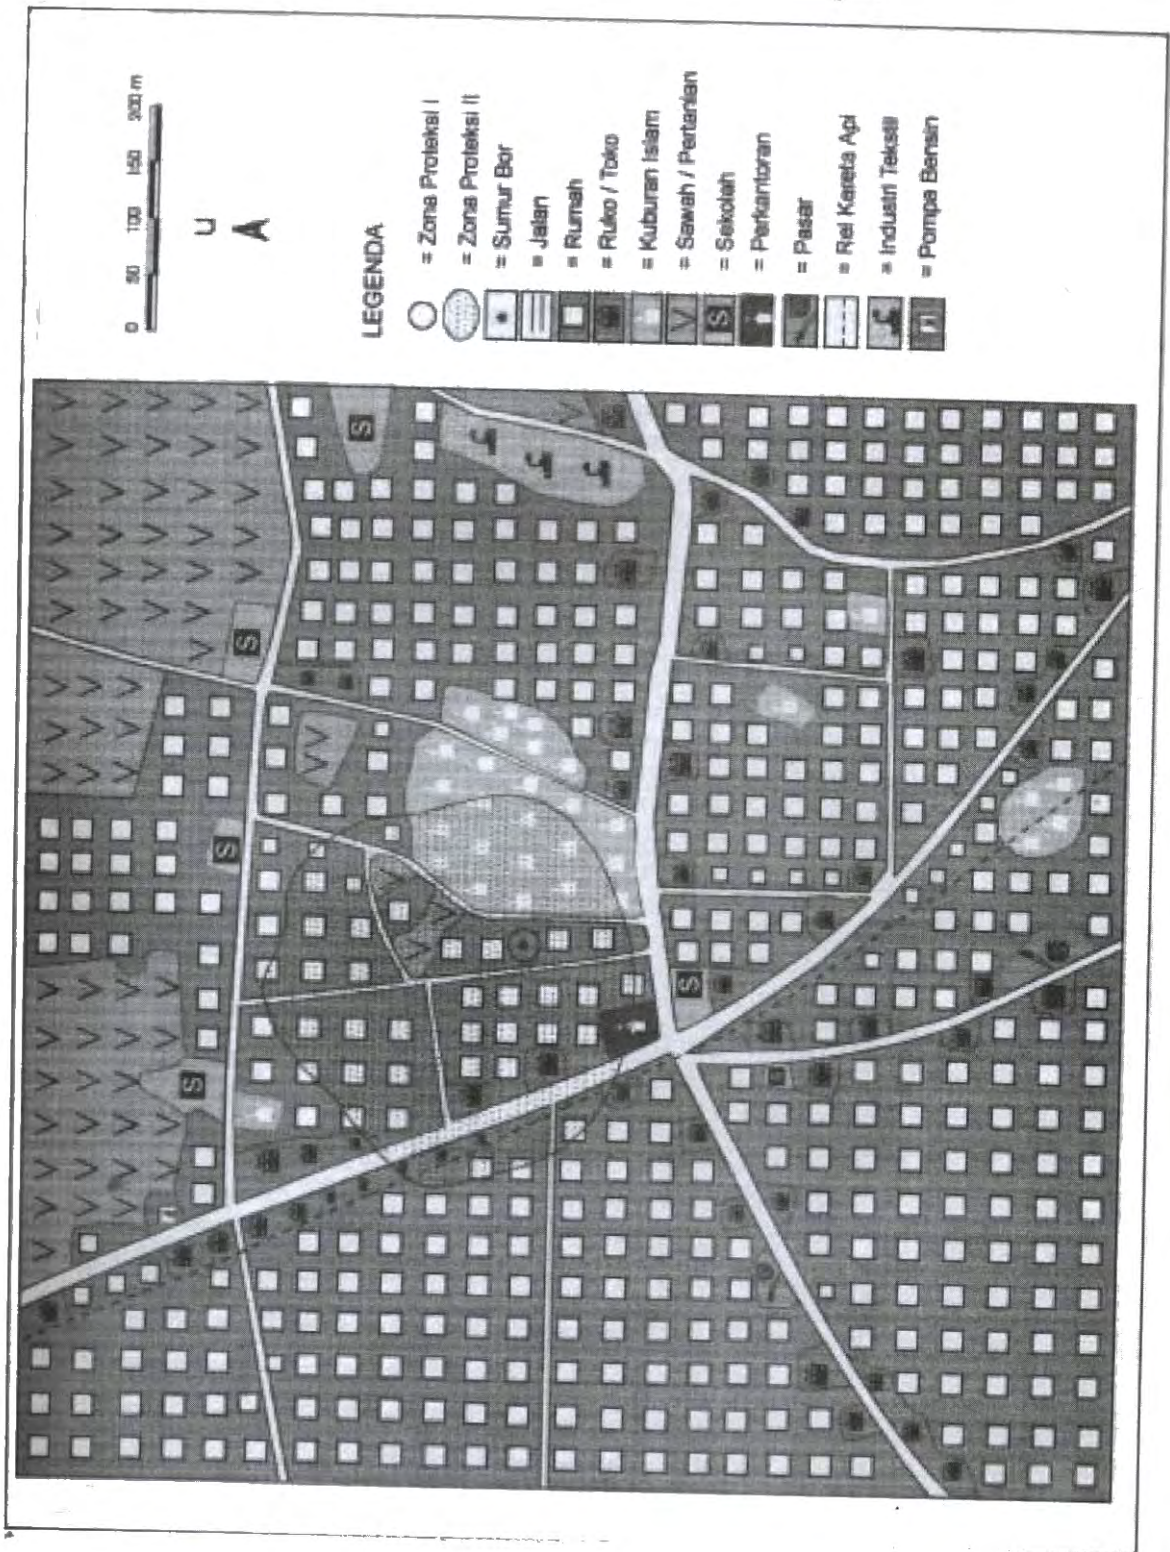 0 50 100 150 200 m
U
LEGENDA
= Zona Proteksi I
= Zona Proteksi II
= Sumur Bor
= Jalan
= Rumah
= Ruko / Toko
= Kuburan Islam
= Sawah / Pertanian
S = Sekolah
= Perkantoran
= Pasar
= Rel Kereta Api
= Industri Tekstil
= Pompa Bensin
S
S
S
S
S